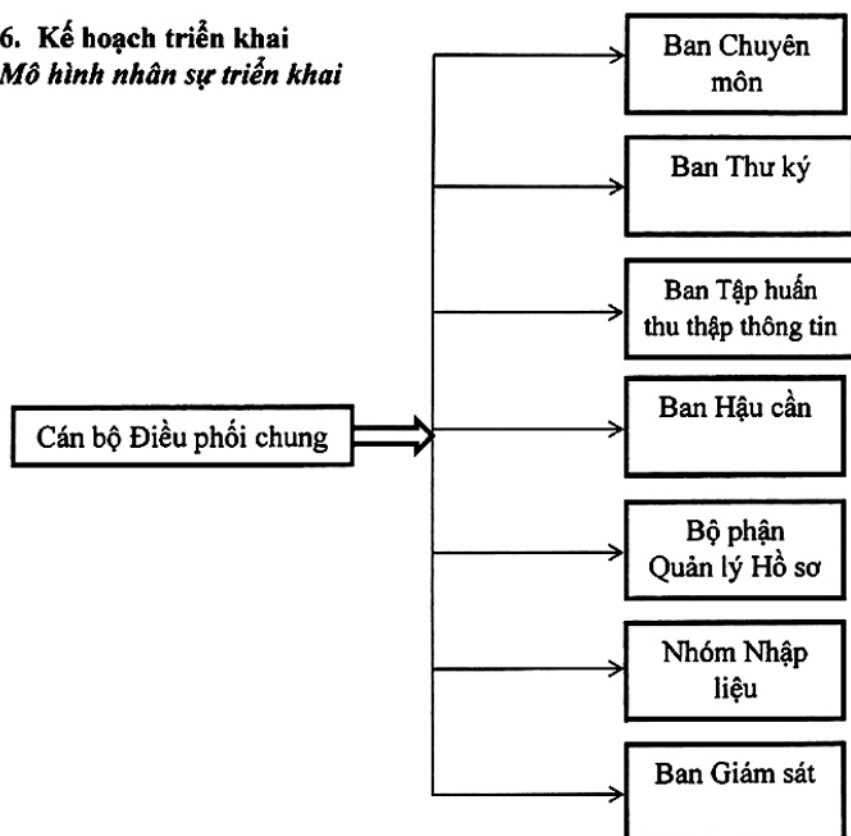 6. Kế hoạch triển khai
Mô hình nhân sự triển khai
Ban Chuyên
môn
Ban Thư ký
Ban Tập huấn
thu thập thông tin
Ban Hậu cần
Cán bộ Điều phối chung
Bộ phận
Quản lý Hồ sơ
Nhóm Nhập
liệu
Ban Giám sát